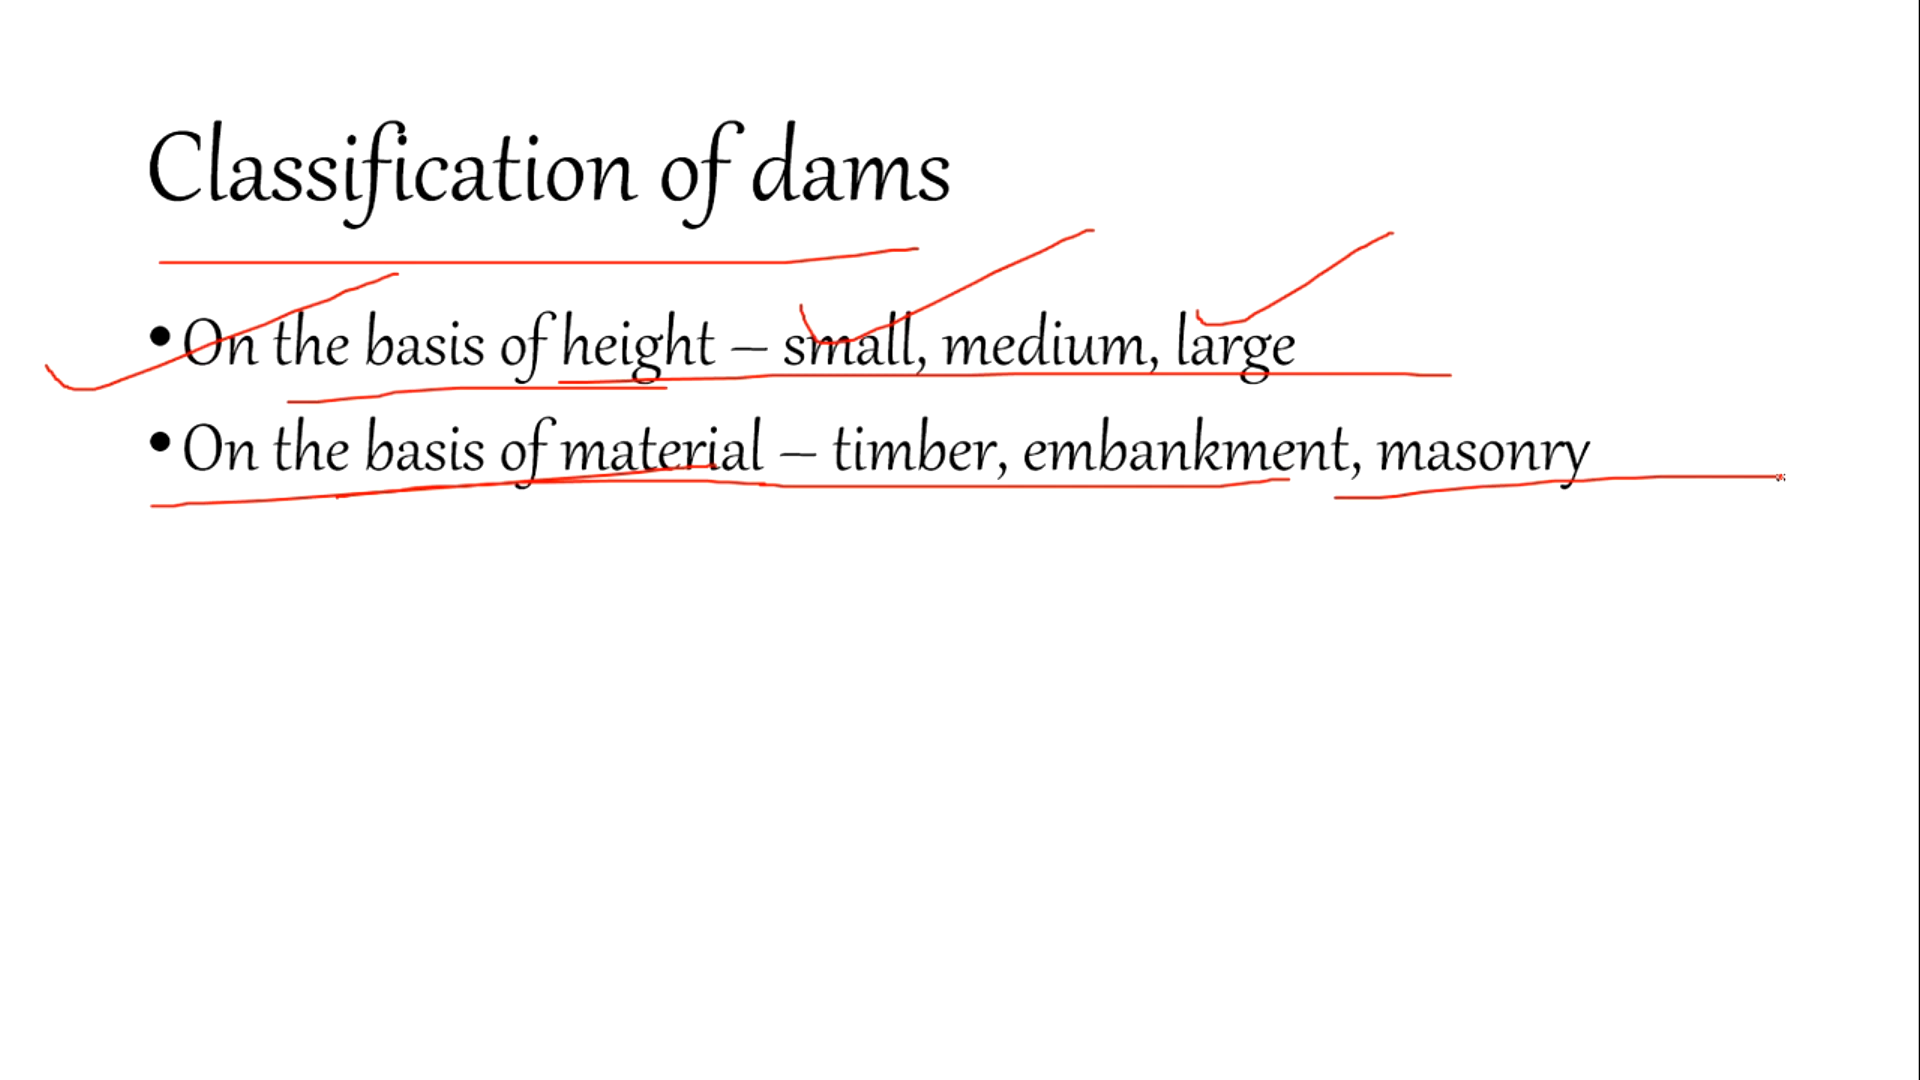 Classification of dams
•On the basis of height – small, medium, large
•On the basis of material – timber, embankment, masonry